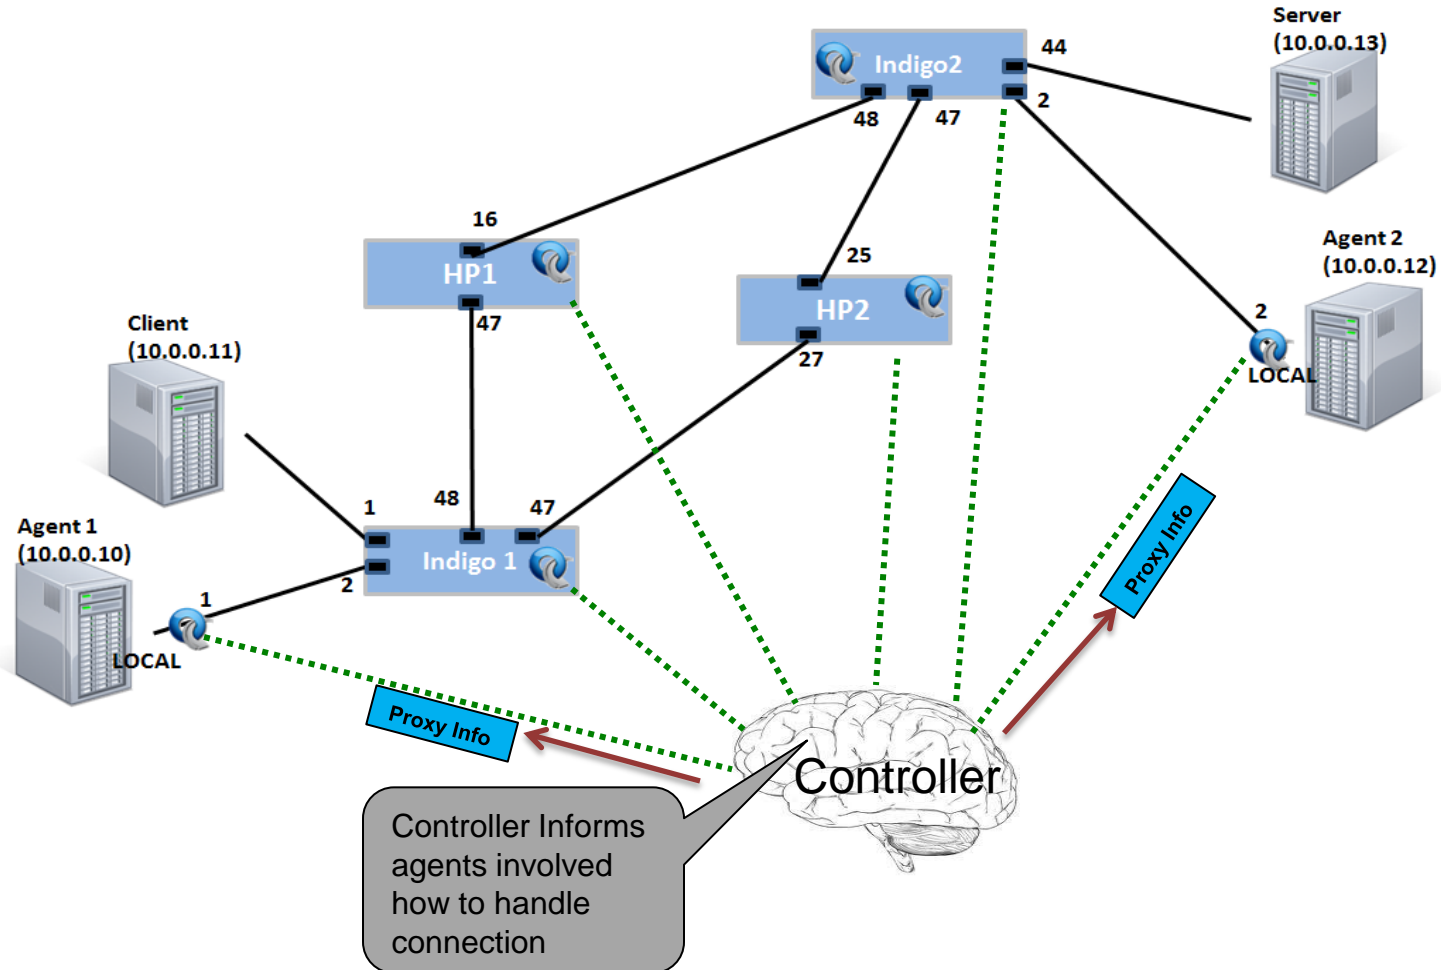 Server
(10.0.0.13)
44
Indigo2
48
47
2
16
HP1
47
25
HP2
27
Agent 2
(10.0.0.12)
2
LOCAL
Client
(10.0.0.11)
1
48
47
Indigo 1
2
Agent 1
(10.0.0.10)
1
LOCAL
Proxy Info
Proxy Info
Controller
Controller Informs
agents involved
how to handle
connection